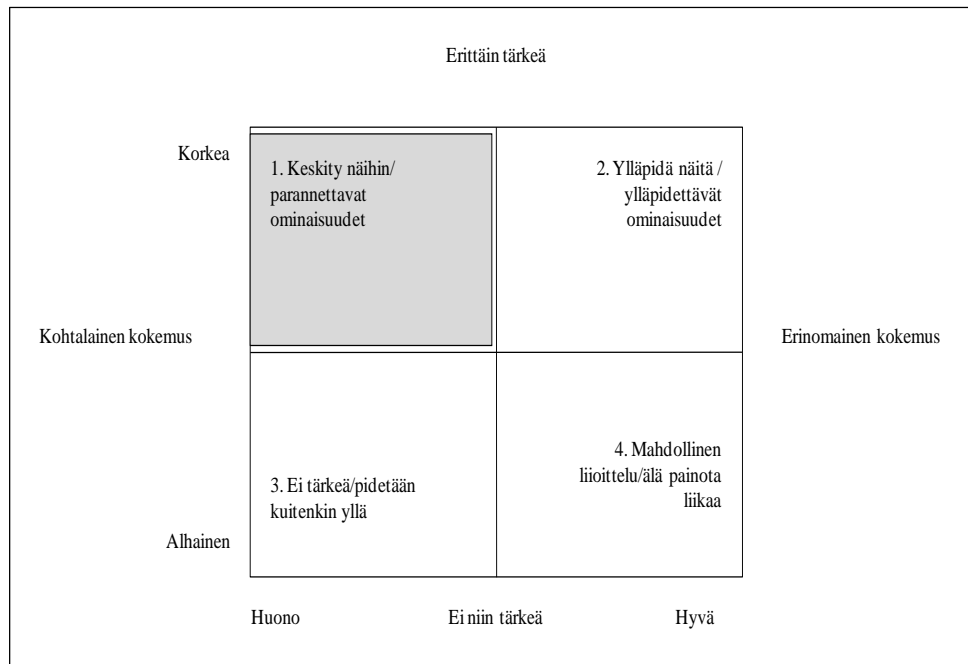 Erittäin tärkeä
Korkea
1. Keskity näihin/
parannettavat
ominaisuudet
2. Ylläpidä näitä /
ylläpidettävät
ominaisuudet
Kohtalainen kokemus
Erinomainen kokemus
3. Ei tärkeä/pidetään
kuitenkin yllä
4. Mahdollinen
liioittelu/älä painota
liikaa
Alhainen
Huono
Ei niin tärkeä
Hyvä